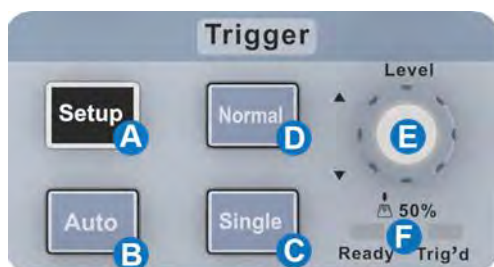 Trigger
Level
Setup
A
Normal
D
E
50%
F
Auto
B
Single
C
Ready
Trig'd